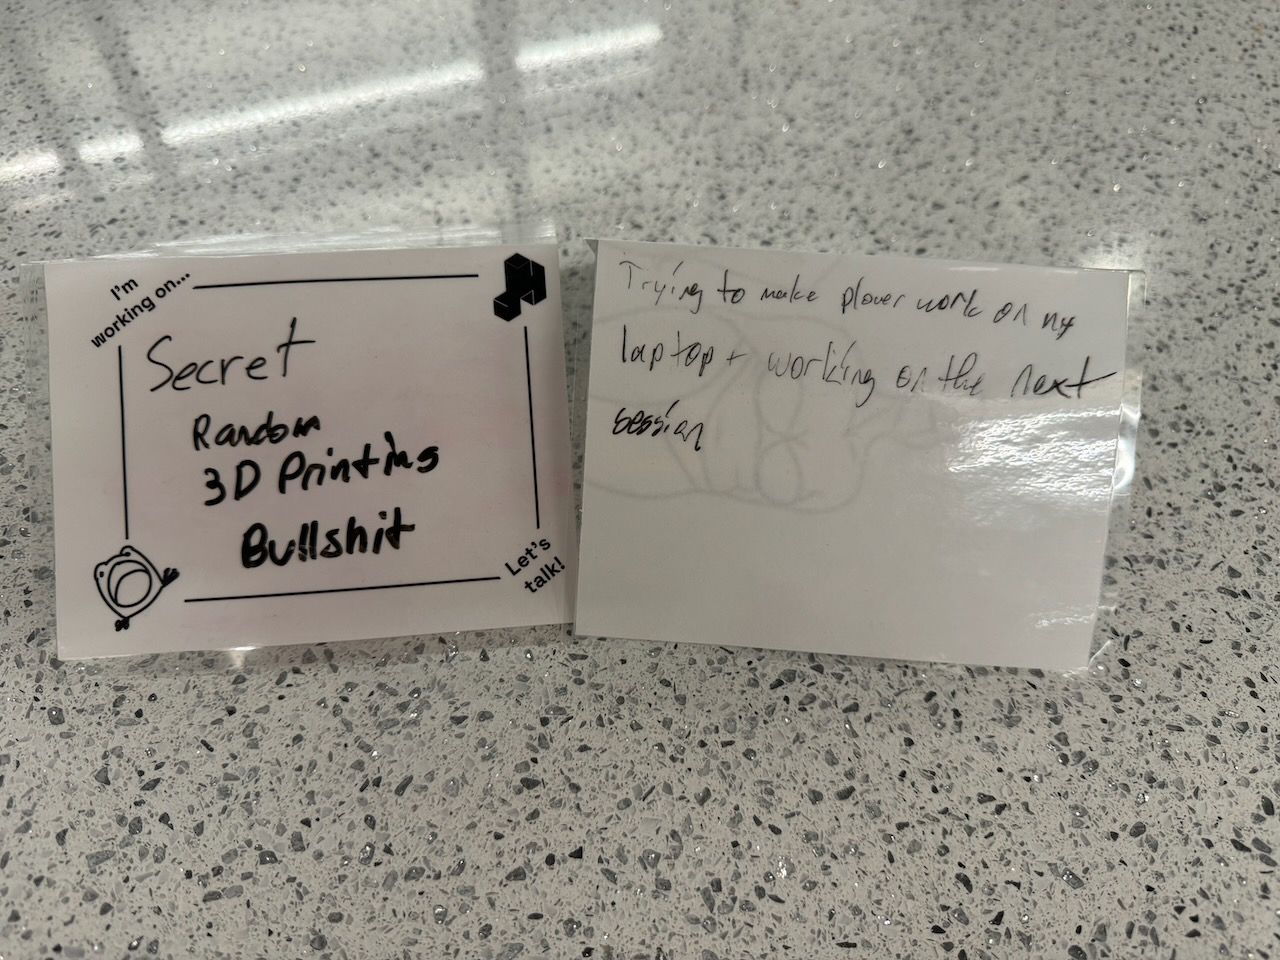 I'm
working on...
Secret
Random
3D Printing
Bullshit
Let's
talk!
Trying to make plover work on my
laptop + working on the next
session